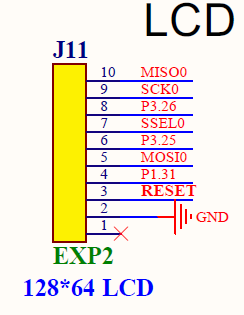 LCD
J11
10 MISO0
9 SCK0
8 P3.26
7 SSEL0
6 P3.25
5 MOSI0
4 P1.31
3 RESET
2 GND
1
EXP2
128*64 LCD